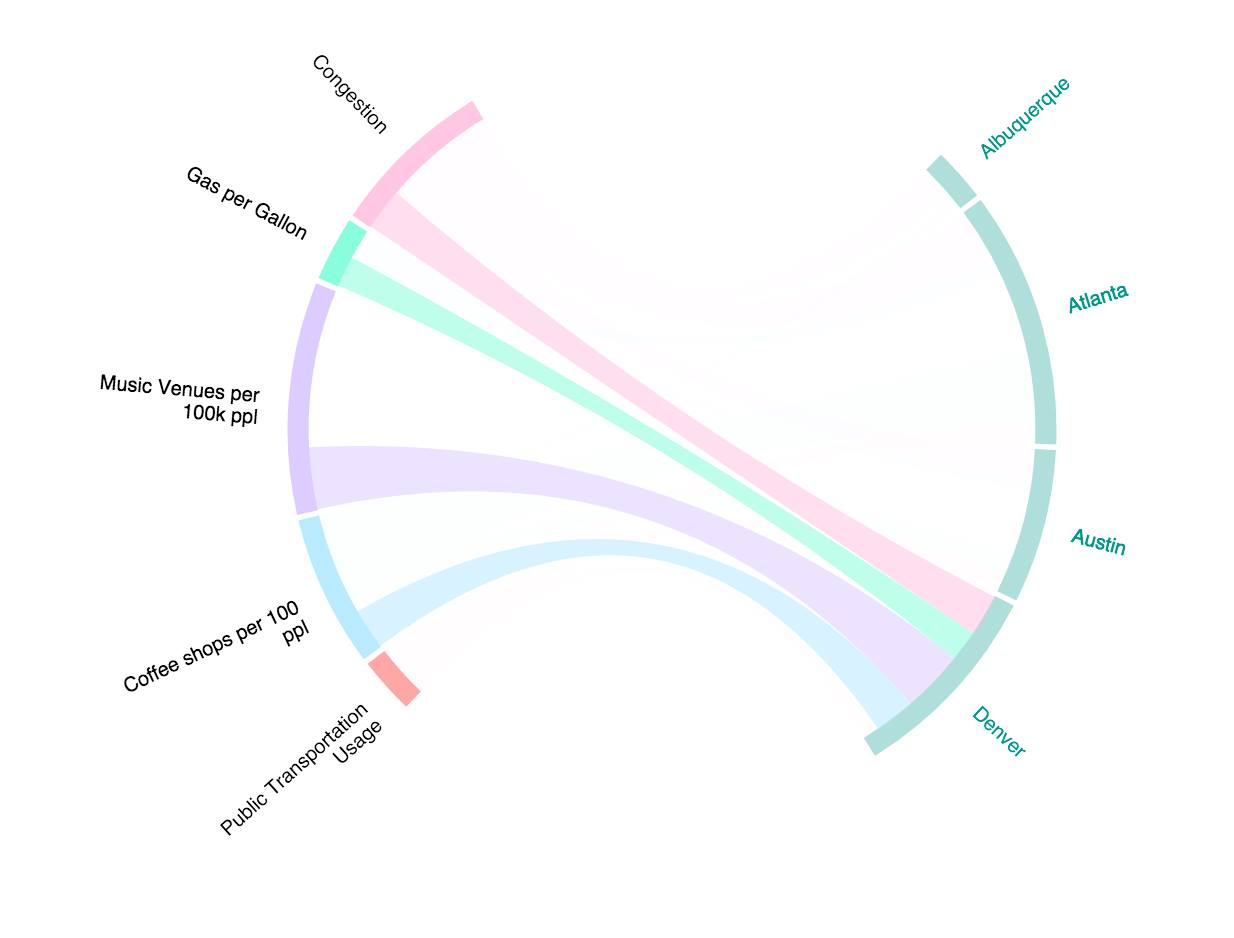 Congestion
Gas per Gallon
Music Venues per
100k ppl
Coffee shops per 100
ppl
Public Transportation
Usage
Albuquerque
Atlanta
Austin
Denver